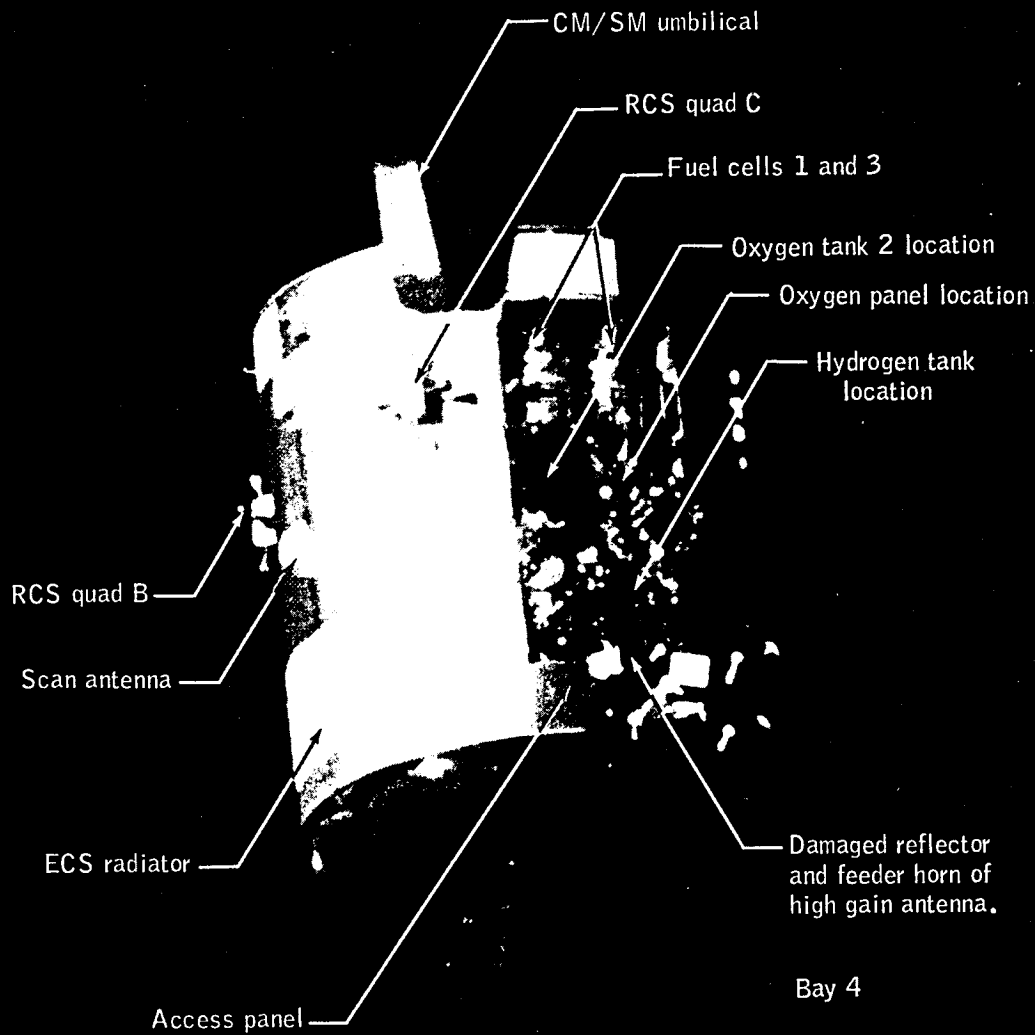 CM/SM umbilical
RCS quad C
Fuel cells 1 and 3
Oxygen tank 2 location
Oxygen panel location
Hydrogen tank
location
RCS quad B
Scan antenna
ECS radiator
Damaged reflector
and feeder horn of
high gain antenna.
Bay 4
Access panel